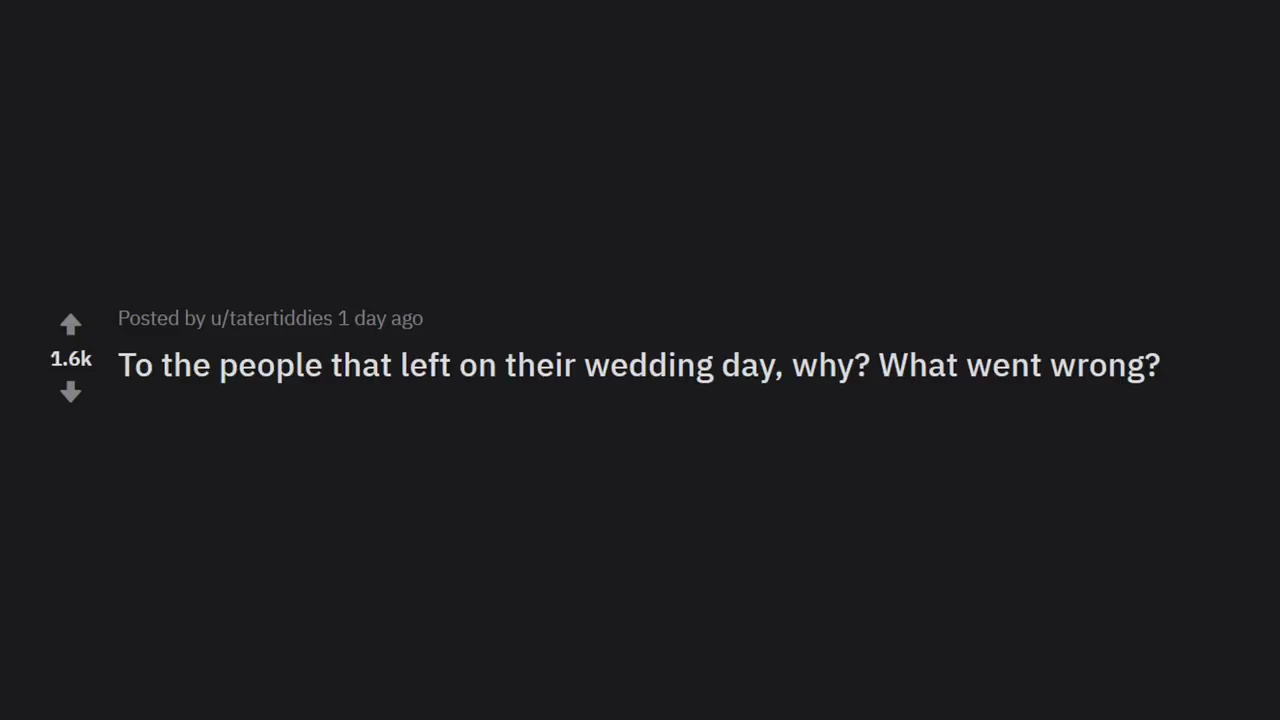 Posted by u/tatertiddies 1 day ago
1.6k
To the people that left on their wedding day, why? What went wrong?